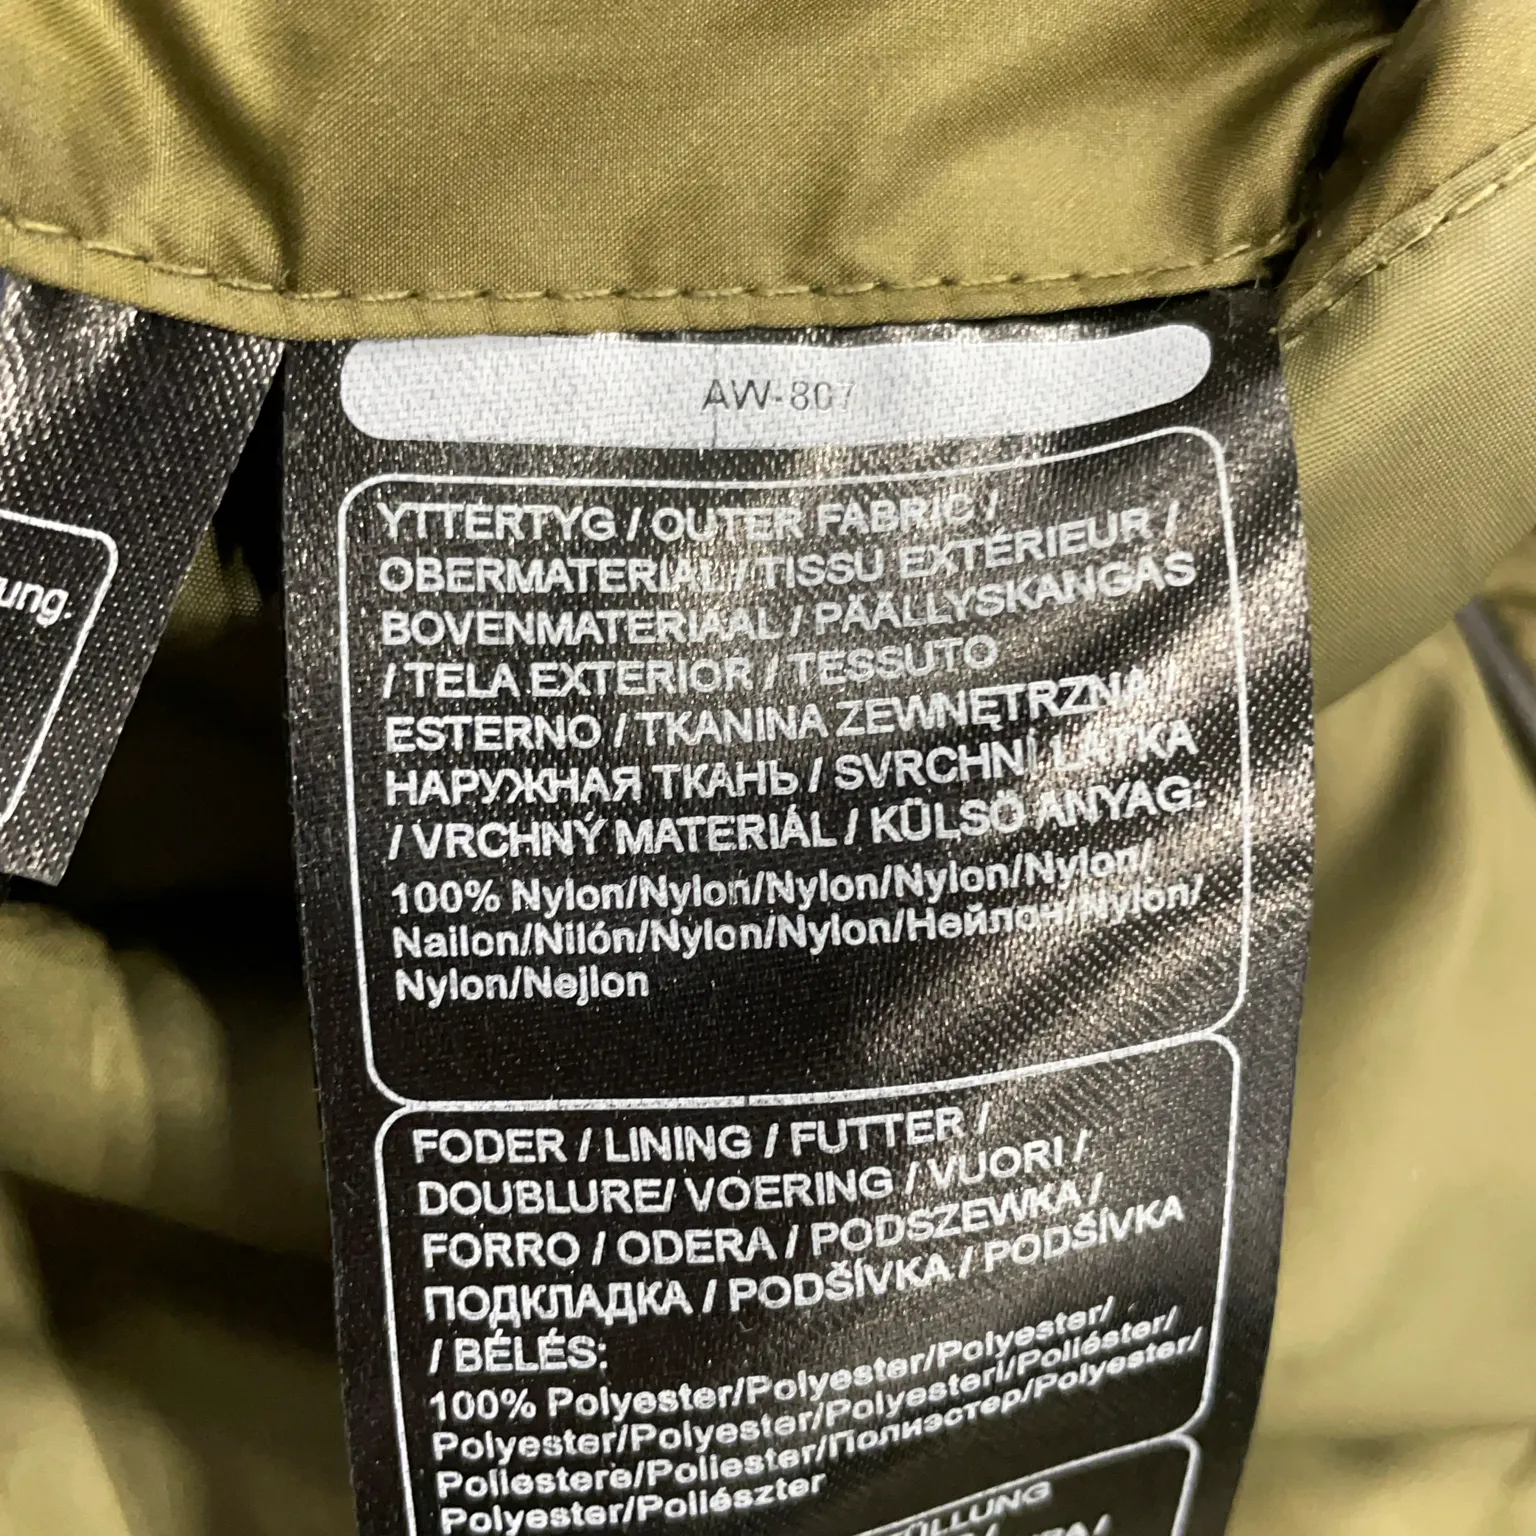 AW-807
ung.
YTTERTYG / OUTER FABRIC /
OBERMATERIAL / TISSU EXTÉRIEUR /
BOVENMATERIAAL / PÄÄLLYSKANGAS
/ TELA EXTERIOR / TESSUTO
ESTERNO / TKANINA ZEWNĘTRZNA /
НАРУЖНАЯ ТКАНЬ / SVRCHNÍ LÁTKA
/ VRCHNÝ MATERIÁL / KÜLSŐ ANYAG:
100% Nylon/Nylon/Nylon/Nylon/Nylon/
Nailon/Nilón/Nylon/Nylon/Нейлон/Nylon/
Nylon/Nejlon
FODER / LINING / FUTTER /
DOUBLURE/ VOERING / VUORI /
FORRO / ODERA / PODSZEWKA /
ПОДКЛАДКА / PODŠÍVKA / PODŠÍVKA
/ BÉLÉS:
100% Polyester/Polyester/Polyester/
Polyester/Polyester/Polyesteri/Poliéster/
Poliestere/Poliester/Полиэстер/Polyester/
Polyester/Poliészter
ÜLLUNG